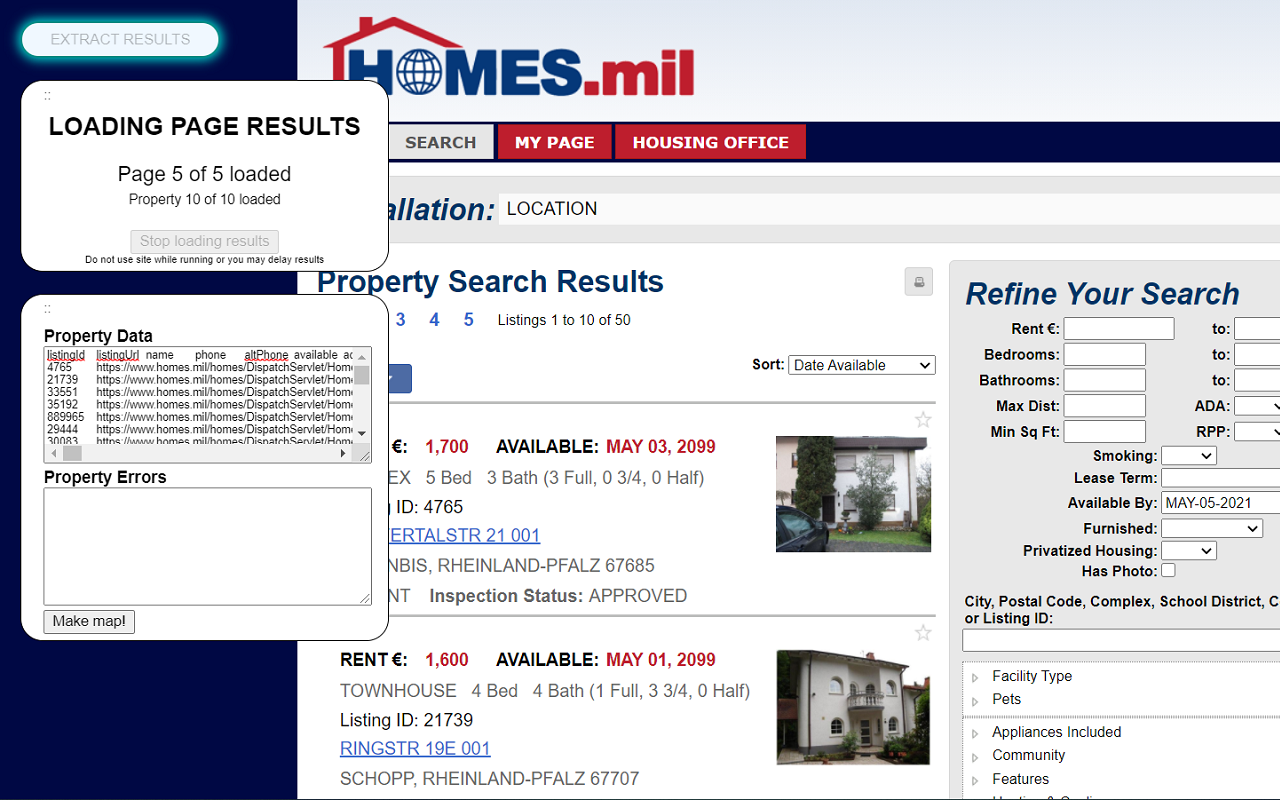 EXTRACT RESULTS
::
LOADING PAGE RESULTS
Page 5 of 5 loaded
Property 10 of 10 loaded
Stop loading results
Do not use site while running or you may delay results
::
Property Data
listingId listingUrl name phone altPhone available
4765 https://www.homes.mil/homes/DispatchServlet/Home
21739 https://www.homes.mil/homes/DispatchServlet/Home
33551 https://www.homes.mil/homes/DispatchServlet/Home
35192 https://www.homes.mil/homes/DispatchServlet/Home
889965 https://www.homes.mil/homes/DispatchServlet/Home
29444 https://www.homes.mil/homes/DispatchServlet/Home
30083 https://www.homes.mil/homes/DispatchServlet/Home
Property Errors
Make map!
HOMES.mil
SEARCH MY PAGE HOUSING OFFICE
allation: LOCATION
Property Search Results
3 4 5 Listings 1 to 10 of 50
Sort: Date Available
€: 1,700 AVAILABLE: MAY 03, 2099
EX 5 Bed 3 Bath (3 Full, 0 3/4, 0 Half)
ID: 4765
ERTALSTR 21 001
NBIS, RHEINLAND-PFALZ 67685
NT Inspection Status: APPROVED
RENT €: 1,600 AVAILABLE: MAY 01, 2099
TOWNHOUSE 4 Bed 4 Bath (1 Full, 3 3/4, 0 Half)
Listing ID: 21739
RINGSTR 19E 001
SCHOPP, RHEINLAND-PFALZ 67707
Refine Your Search
Rent €: to:
Bedrooms: to:
Bathrooms: to:
Max Dist: ADA:
Min Sq Ft: RPP:
Smoking:
Lease Term:
Available By: MAY-05-2021
Furnished:
Privatized Housing:
Has Photo:
City, Postal Code, Complex, School District, C
or Listing ID:
Facility Type
Pets
Appliances Included
Community
Features